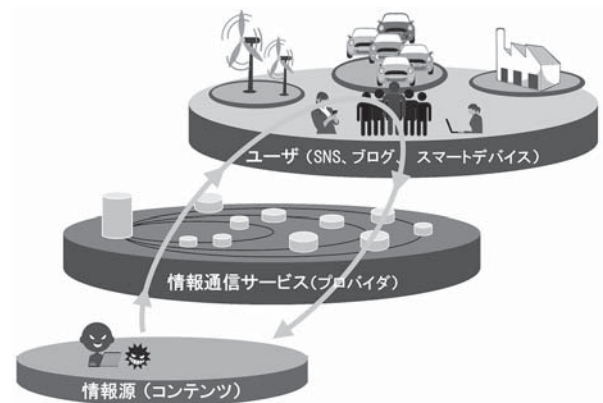 ユーザ（SNS、ブログ、スマートデバイス）
情報通信サービス(プロバイダ)
情報源（コンテンツ）